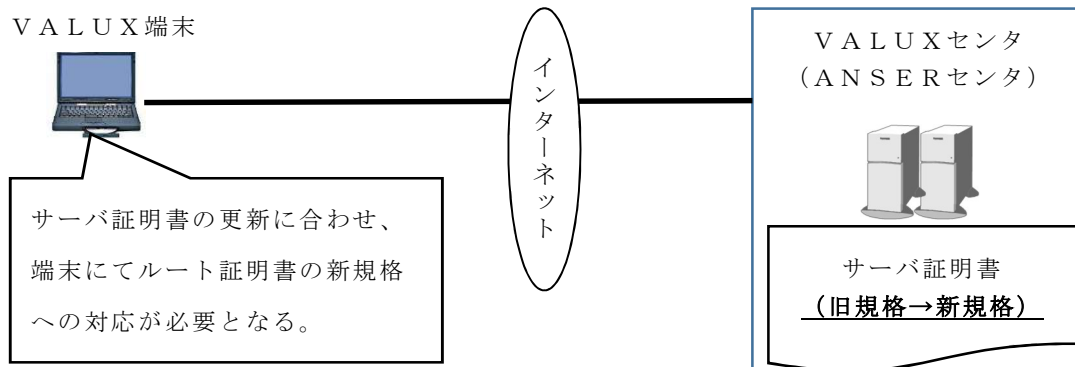 ＶＡＬＵＸ端末
サーバ証明書の更新に合わせ、
端末にてルート証明書の新規格
への対応が必要となる。
インターネット
ＶＡＬＵＸセンタ
（ＡＮＳＥＲセンタ）
サーバ証明書
（旧規格→新規格）